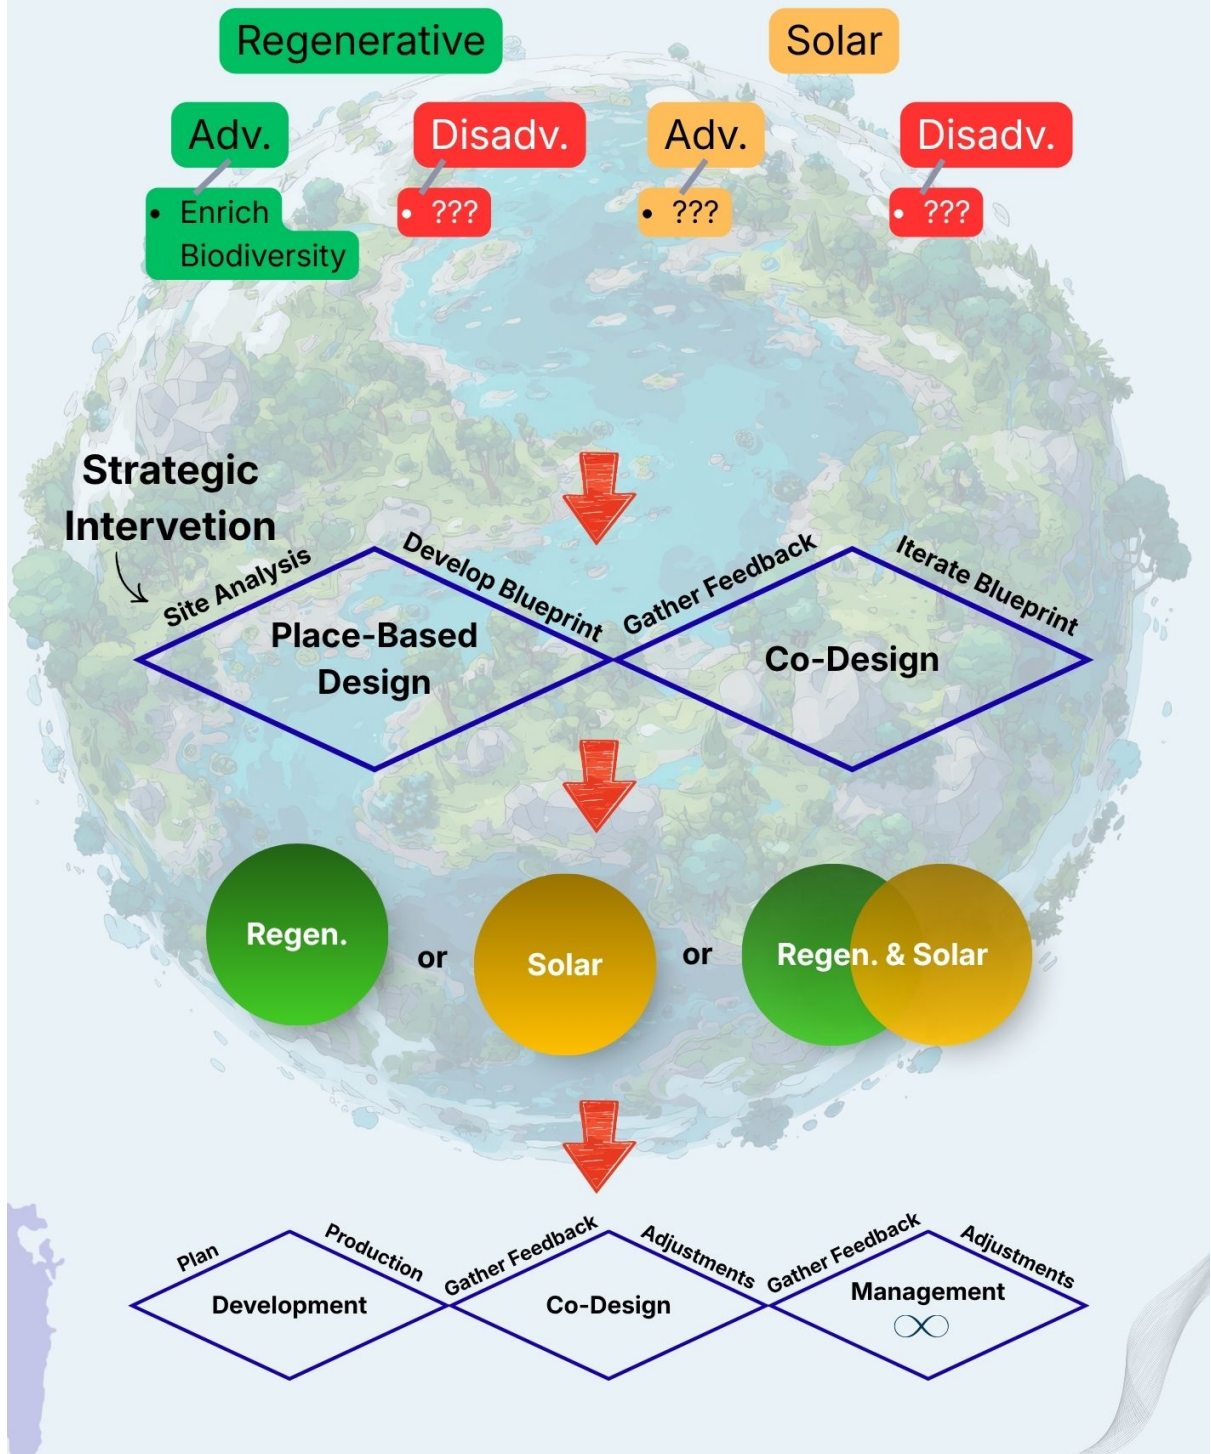 Regenerative
Solar
Adv.
Disadv.
Adv.
Disadv.
• Enrich
Biodiversity
• ???
• ???
• ???
Strategic
Intervetion
Site Analysis
Develop Blueprint
Gather Feedback
Iterate Blueprint
Place-Based
Design
Co-Design
Regen.
or
Solar
or
Regen. & Solar
Plan
Production
Gather Feedback
Adjustments
Gather Feedback
Adjustments
Development
Co-Design
Management